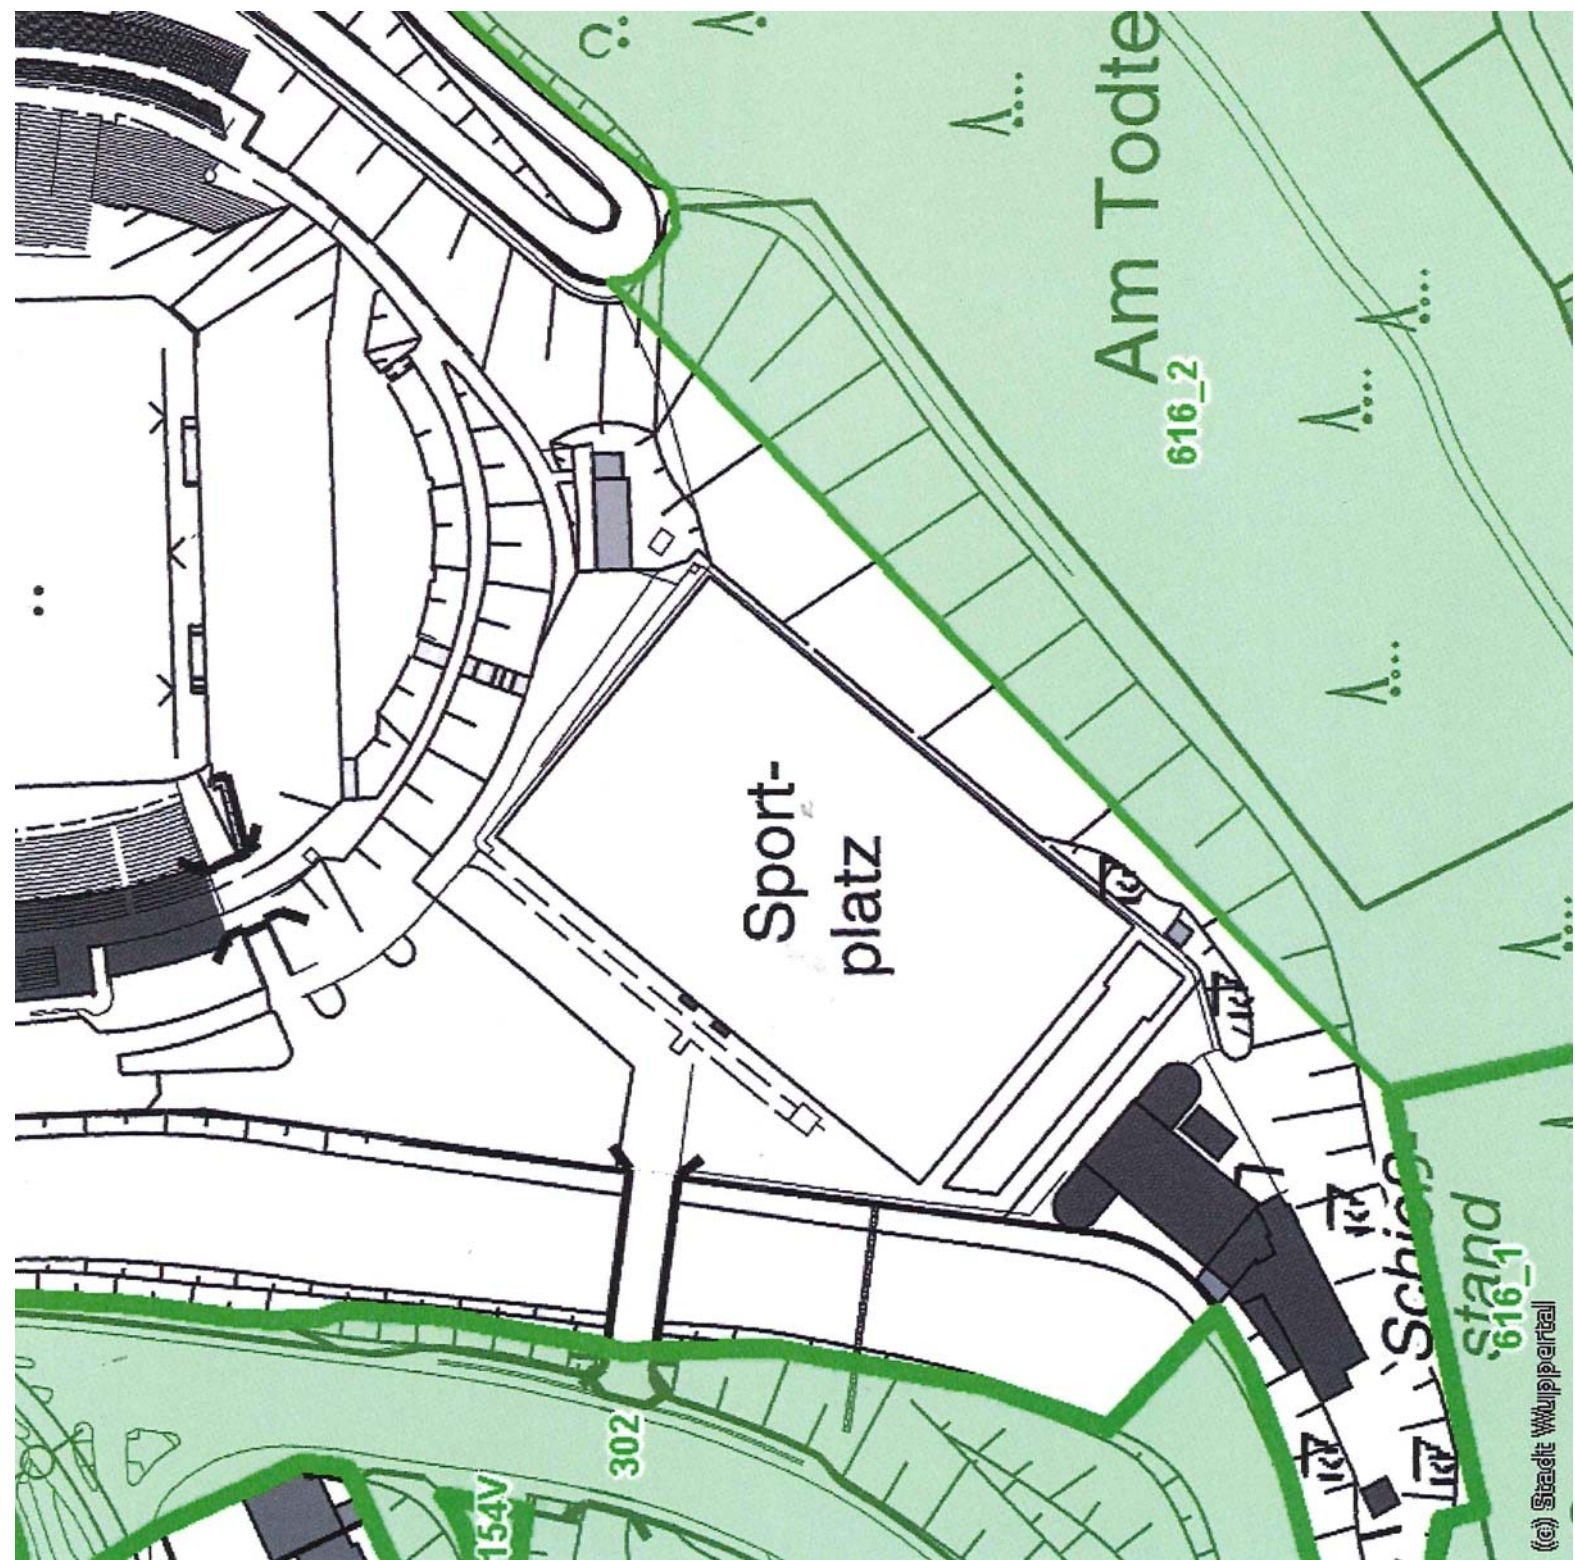 Am Todte
616_2
Sport-
platz
Schieß-
stand
616_1
302
154V
(c) Stadt Wuppertal